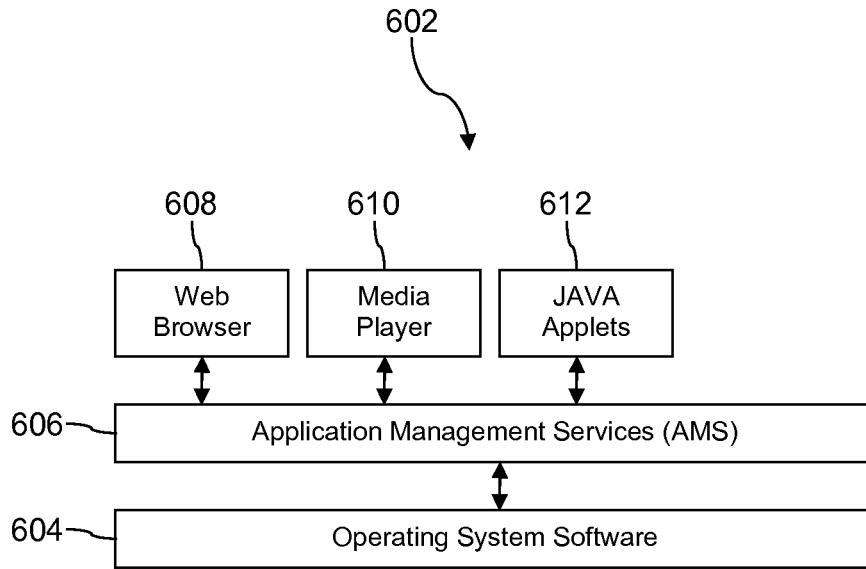 602
608
610
612
Web
Browser
Media
Player
JAVA
Applets
606
Application Management Services (AMS)
604
Operating System Software